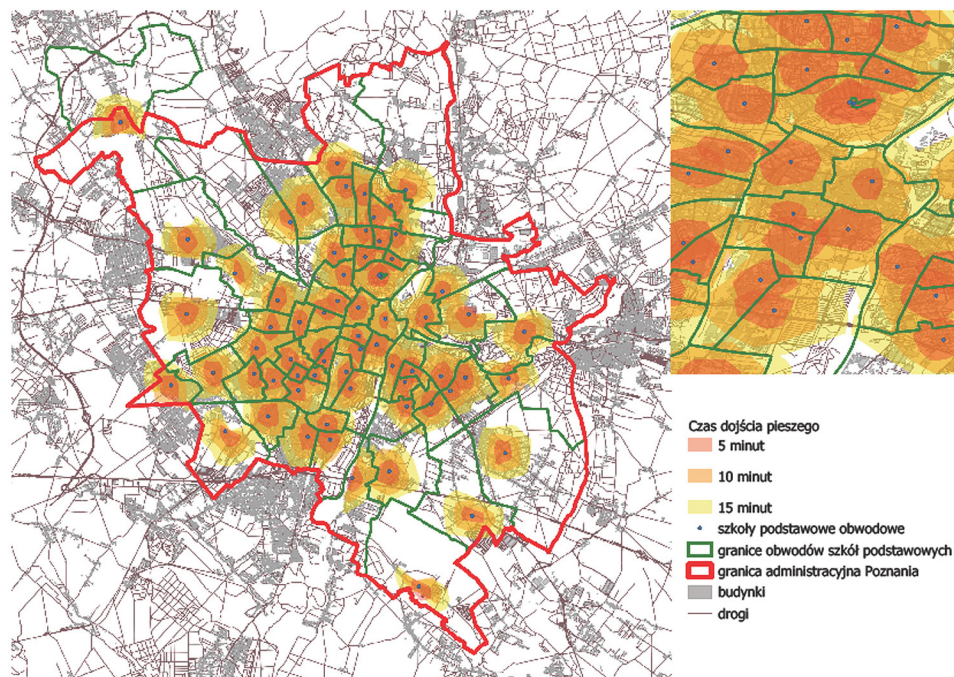 Czas dojścia pieszego
5 minut
10 minut
15 minut
szkoły podstawowe obwodowe
granice obwodów szkół podstawowych
granica administracyjna Poznania
budynki
drogi